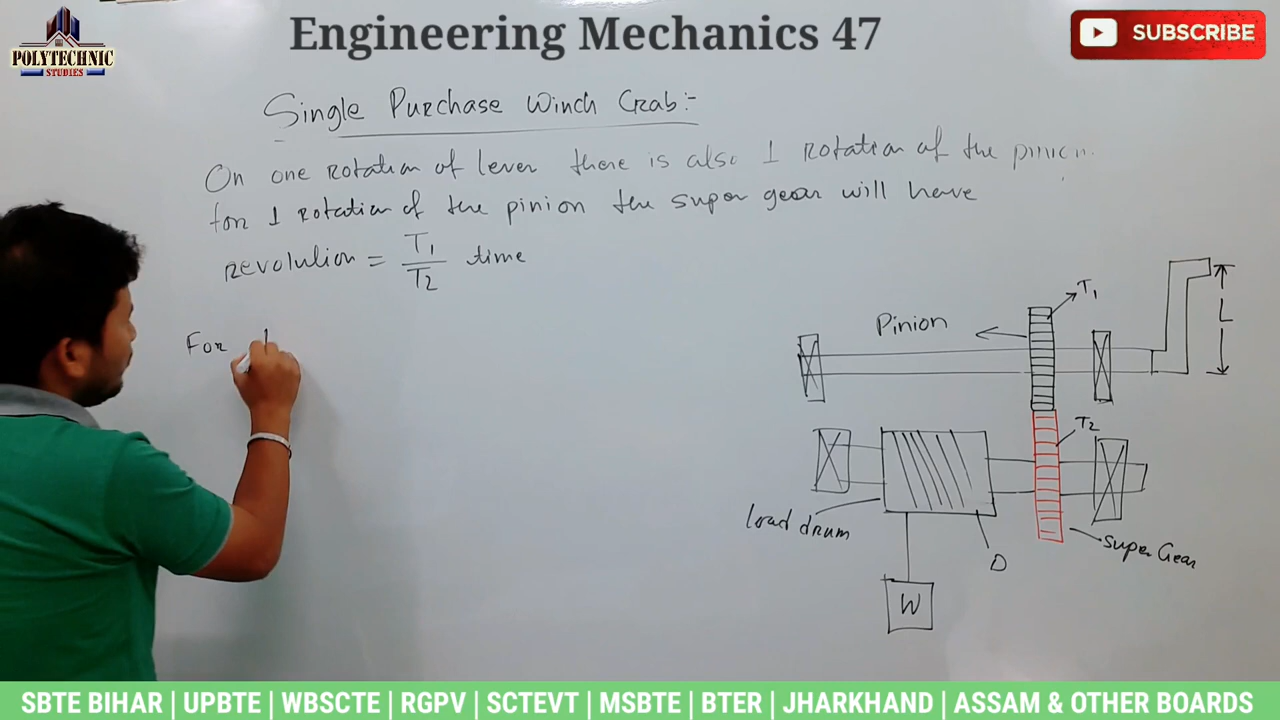 Engineering Mechanics 47
POLYTECHNIC
STUDIES
SUBSCRIBE
Single Purchase Winch Crab:-
On one rotation of lever there is also 1 rotation of the pinion.
for 1 rotation of the pinion the super gear will have
revolution = T1/T2 time
For 1
T1
L
Pinion
T2
load drum
D
Super Gear
W
SBTE BIHAR | UPBTE | WBSCTE | RGPV | SCTEVT | MSBTE | BTER | JHARKHAND | ASSAM & OTHER BOARDS